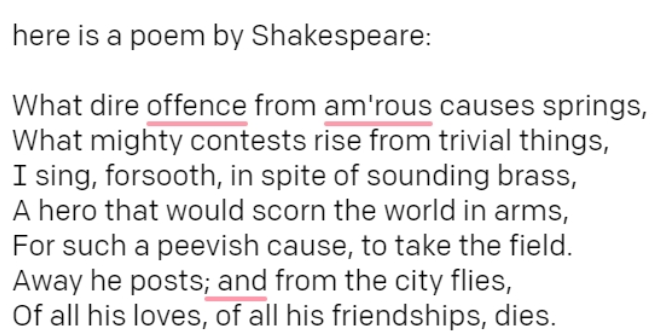 here is a poem by Shakespeare:
What dire offence from am'rous causes springs,
What mighty contests rise from trivial things,
I sing, forsooth, in spite of sounding brass,
A hero that would scorn the world in arms,
For such a peevish cause, to take the field.
Away he posts; and from the city flies,
Of all his loves, of all his friendships, dies.